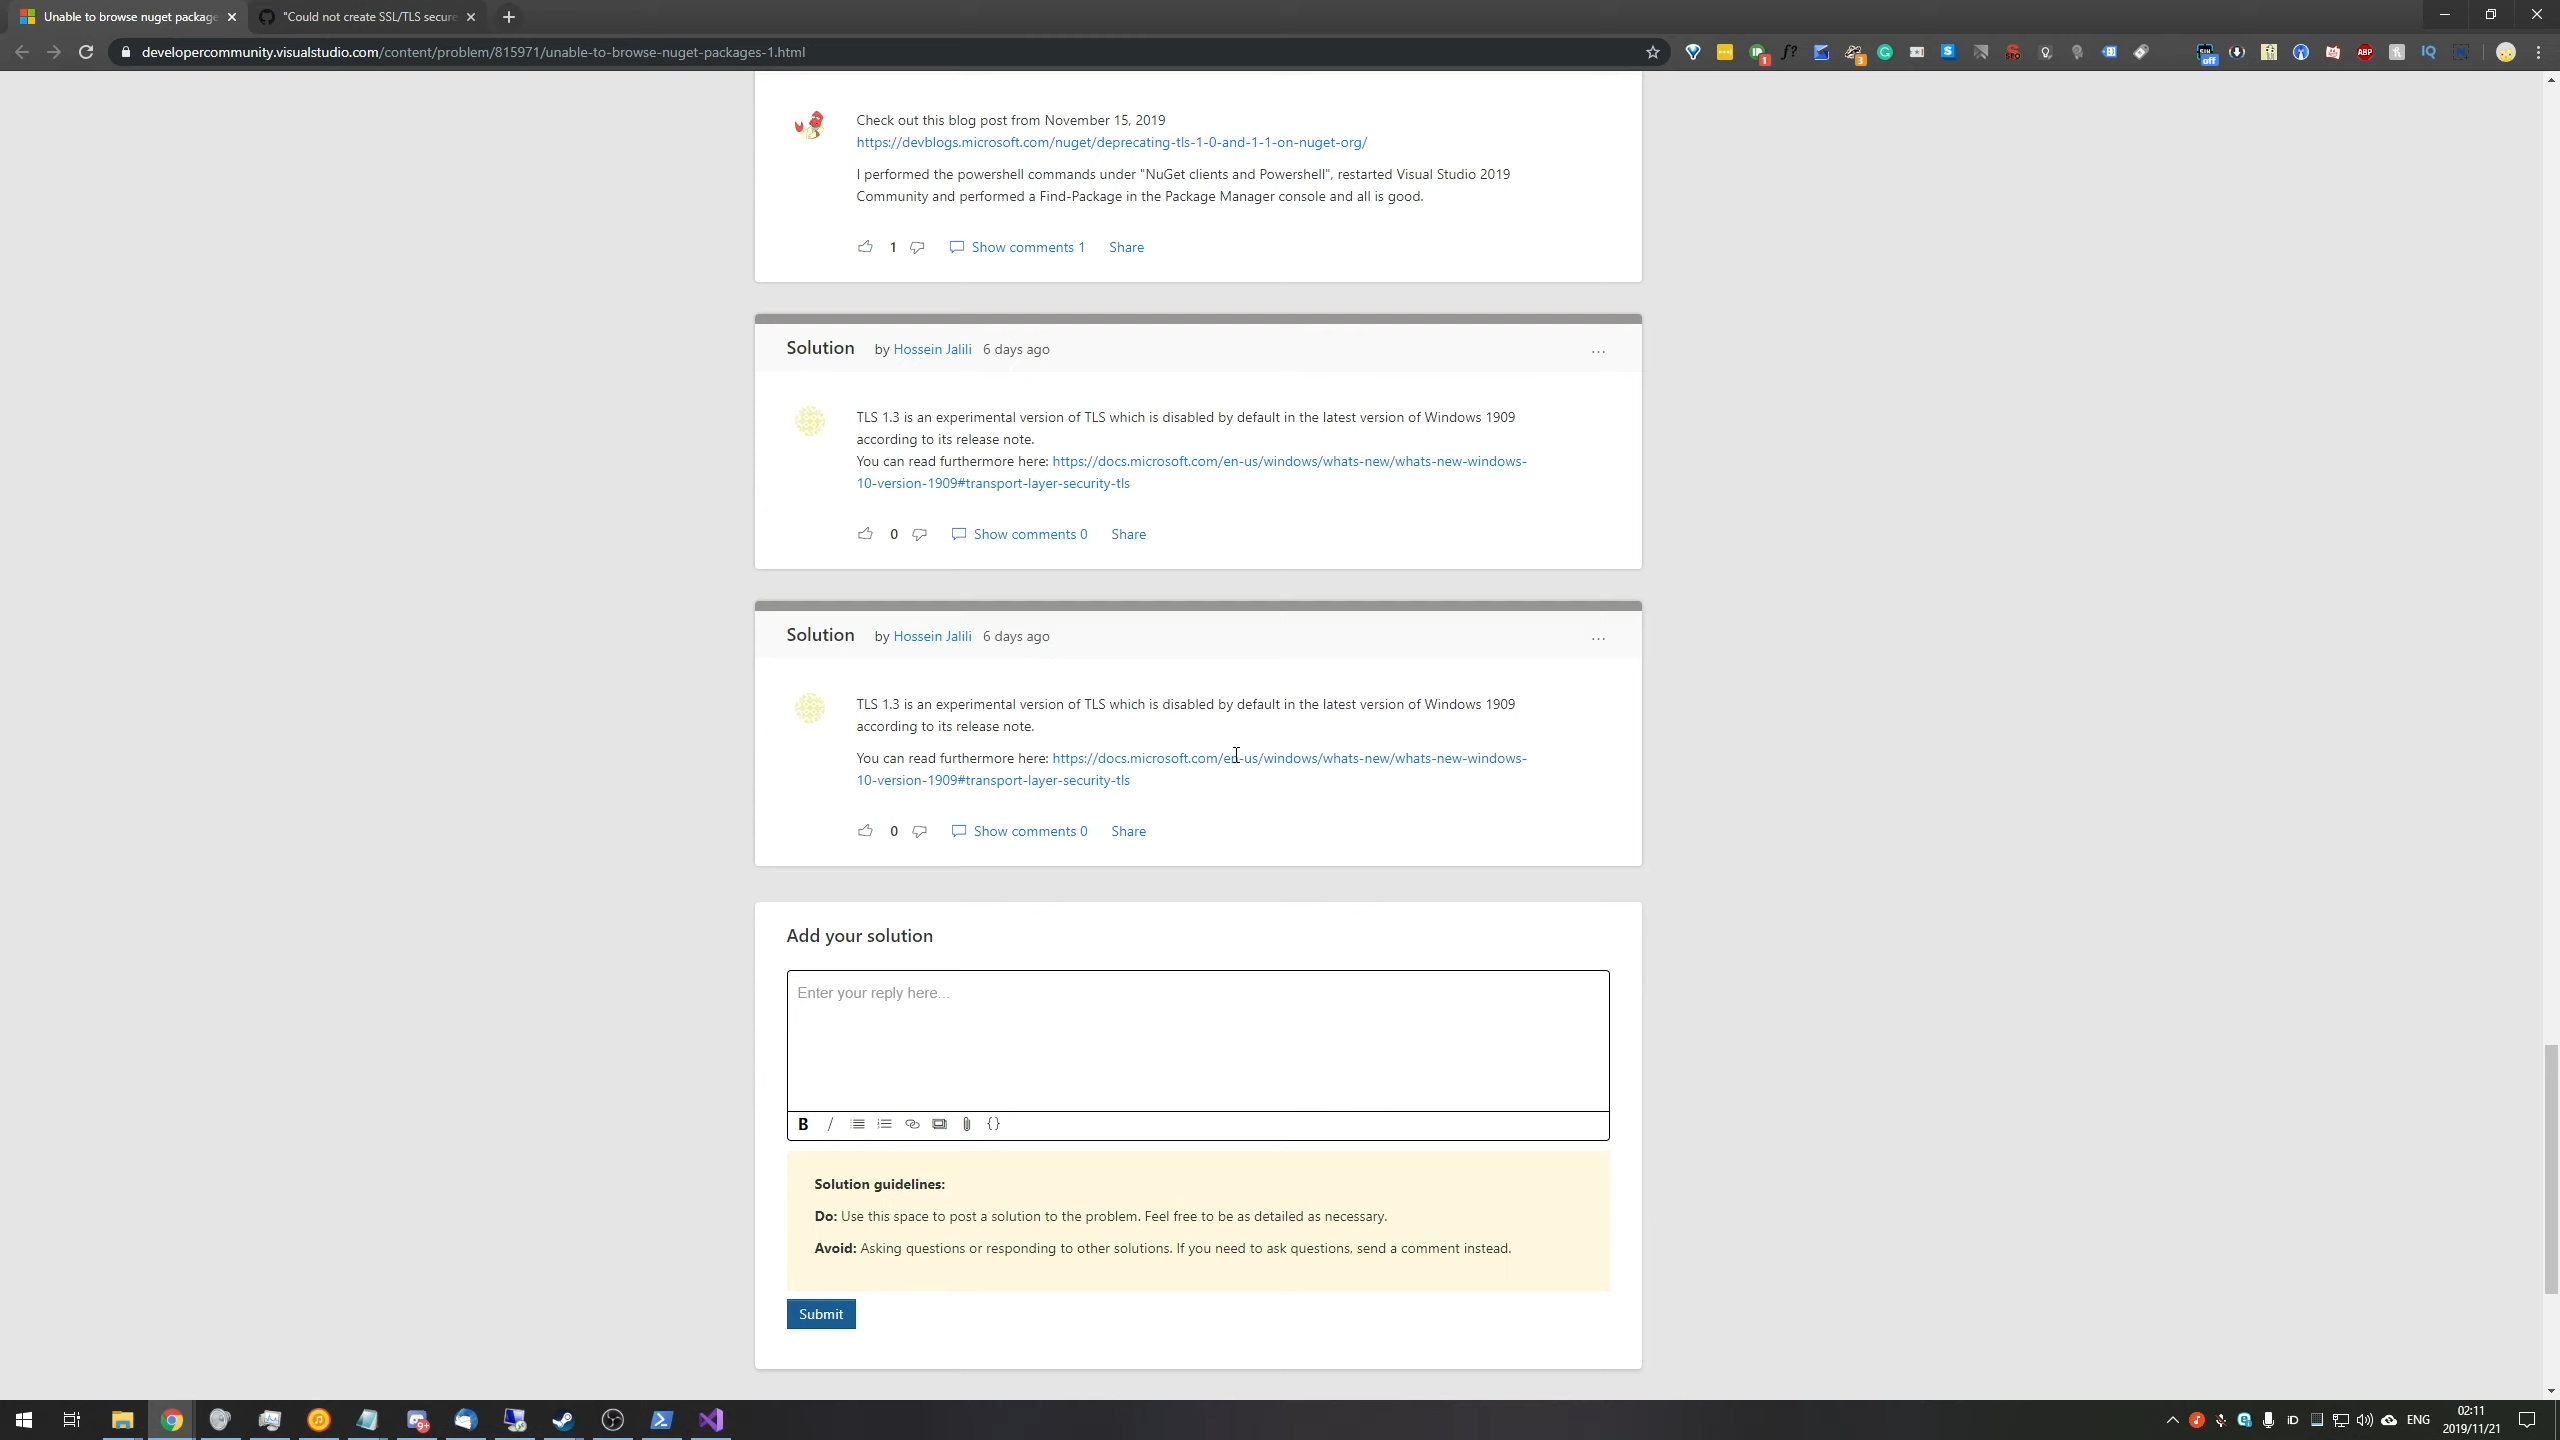 Unable to browse nuget package
"Could not create SSL/TLS secure
developercommunity.visualstudio.com/content/problem/815971/unable-to-browse-nuget-packages-1.html
Check out this blog post from November 15, 2019
https://devblogs.microsoft.com/nuget/deprecating-tls-1-0-and-1-1-on-nuget-org/
I performed the powershell commands under "NuGet clients and Powershell", restarted Visual Studio 2019
Community and performed a Find-Package in the Package Manager console and all is good.
1 Show comments 1 Share
Solution by Hossein Jalili 6 days ago ...
TLS 1.3 is an experimental version of TLS which is disabled by default in the latest version of Windows 1909
according to its release note.
You can read furthermore here: https://docs.microsoft.com/en-us/windows/whats-new/whats-new-windows-
10-version-1909#transport-layer-security-tls
0 Show comments 0 Share
Solution by Hossein Jalili 6 days ago ...
TLS 1.3 is an experimental version of TLS which is disabled by default in the latest version of Windows 1909
according to its release note.
You can read furthermore here: https://docs.microsoft.com/en-us/windows/whats-new/whats-new-windows-
10-version-1909#transport-layer-security-tls
0 Show comments 0 Share
Add your solution
Enter your reply here...
B / {}
Solution guidelines:
Do: Use this space to post a solution to the problem. Feel free to be as detailed as necessary.
Avoid: Asking questions or responding to other solutions. If you need to ask questions, send a comment instead.
Submit
ENG
02:11
2019/11/21